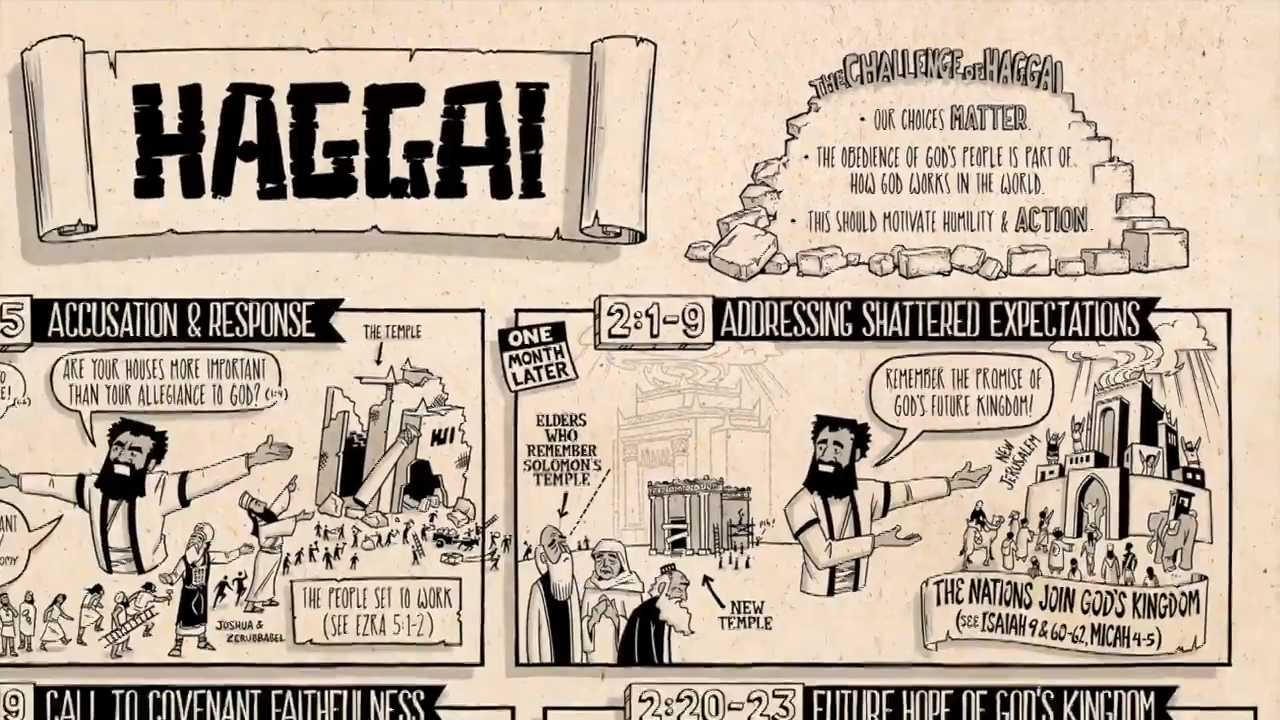 HAGGAI
THE CHALLENGE OF HAGGAI
• OUR CHOICES MATTER.
• THE OBEDIENCE OF GOD'S PEOPLE IS PART OF
HOW GOD WORKS IN THE WORLD.
• THIS SHOULD MOTIVATE HUMILITY & ACTION.
5 ACCUSATION & RESPONSE
THE TEMPLE
ARE YOUR HOUSES MORE IMPORTANT
THAN YOUR ALLEGIANCE TO GOD? (1:4)
JOSHUA &
ZERUBBABEL
THE PEOPLE SET TO WORK
(SEE EZRA 5:1-2)
2:1-9 ADDRESSING SHATTERED EXPECTATIONS
ONE
MONTH
LATER
ELDERS
WHO
REMEMBER
SOLOMON'S
TEMPLE
NEW
TEMPLE
REMEMBER THE PROMISE OF
GOD'S FUTURE KINGDOM!
NEW
JERUSALEM
THE NATIONS JOIN GOD'S KINGDOM
(SEE ISAIAH 9 & 60-62, MICAH 4-5)
9 CALL TO COVENANT FAITHFULNESS
2:20-23 FUTURE HOPE OF GOD'S KINGDOM